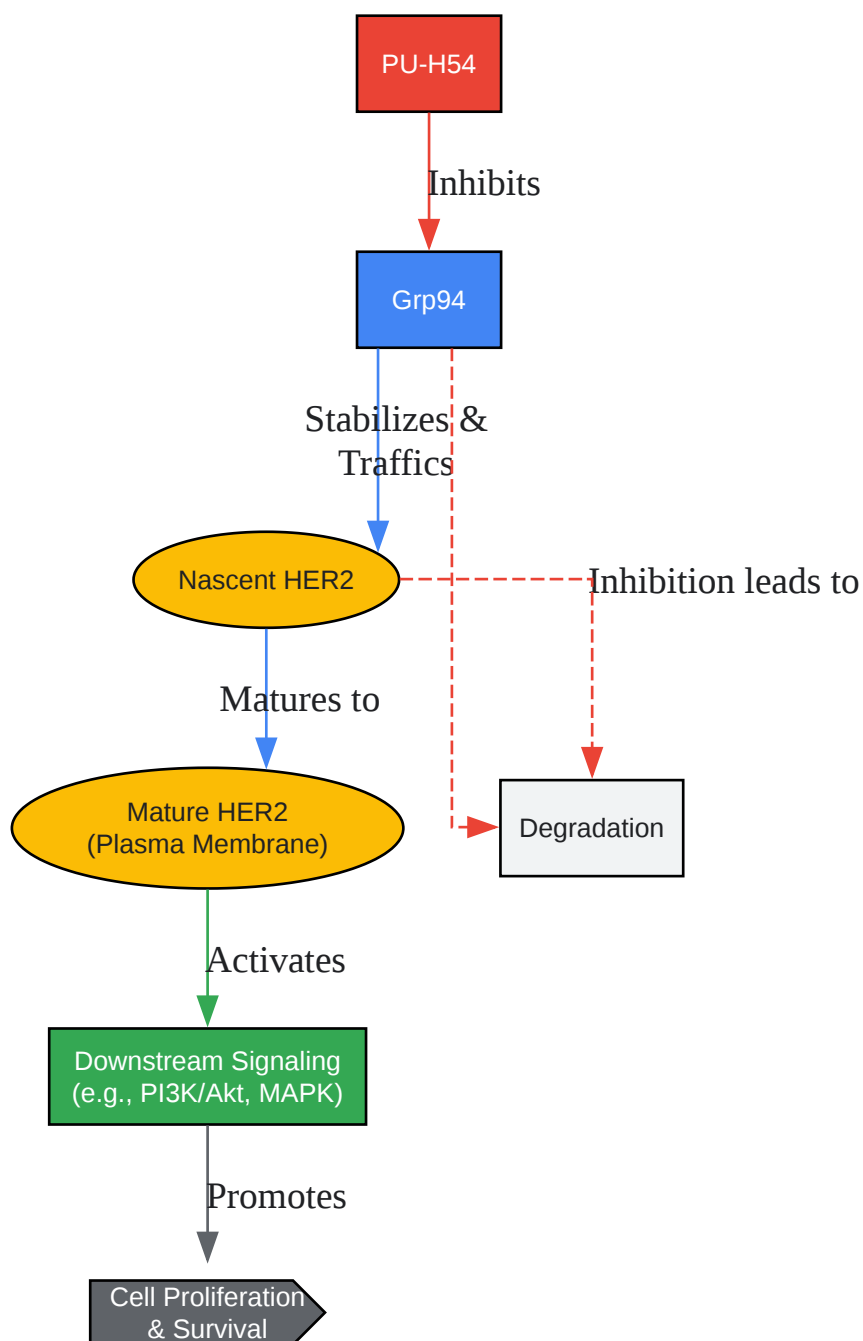 PU-H54
Inhibits
Grp94
Stabilizes &
Traffics
Nascent HER2
Inhibition leads to
Matures to
Mature HER2
(Plasma Membrane)
Degradation
Activates
Downstream Signaling
(e.g., PI3K/Akt, MAPK)
Promotes
Cell Proliferation
& Survival